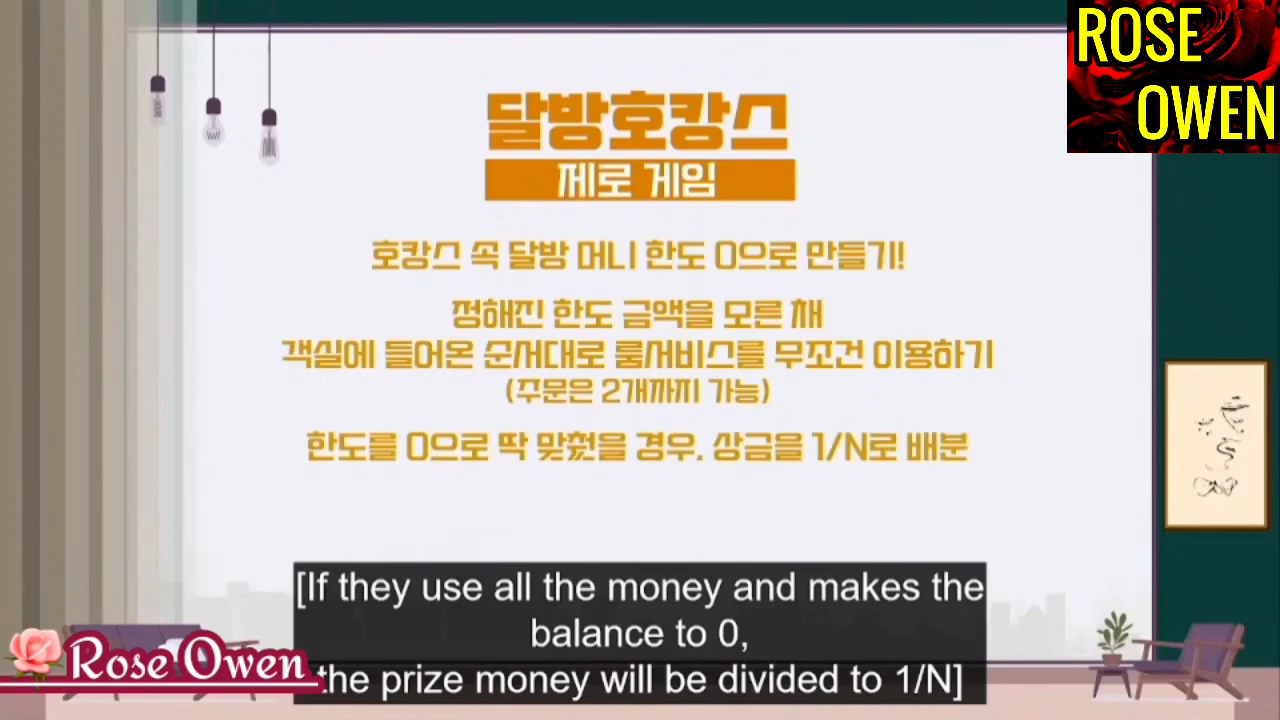 ROSE
OWEN
달방호캉스
제로 게임
호캉스 속 달방 머니 한도 0으로 만들기!
정해진 한도 금액을 모른 채
객실에 들어온 순서대로 룸서비스를 무조건 이용하기
(주문은 2개까지 가능)
한도를 0으로 딱 맞췄을 경우, 상금을 1/N로 배분
[If they use all the money and makes the
balance to 0,
the prize money will be divided to 1/N]
Rose Owen